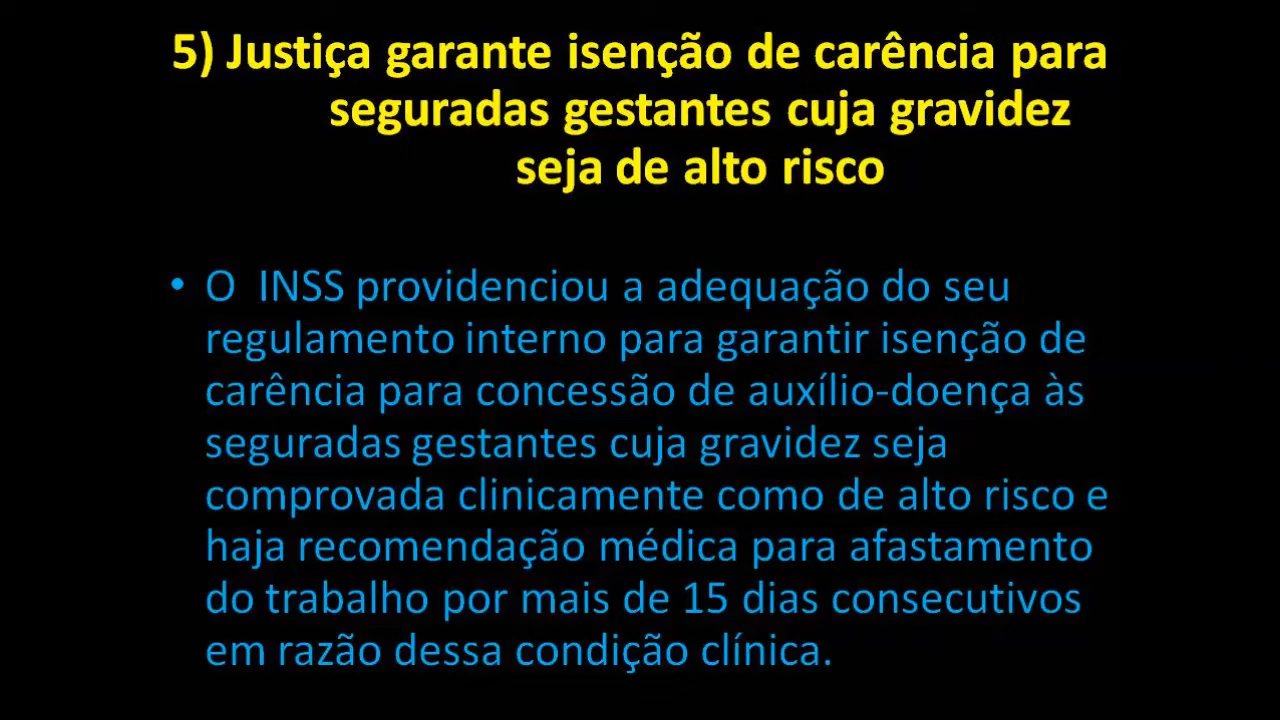 5) Justiça garante isenção de carência para
seguradas gestantes cuja gravidez
seja de alto risco
• O INSS providenciou a adequação do seu
regulamento interno para garantir isenção de
carência para concessão de auxílio-doença às
seguradas gestantes cuja gravidez seja
comprovada clinicamente como de alto risco e
haja recomendação médica para afastamento
do trabalho por mais de 15 dias consecutivos
em razão dessa condição clínica.